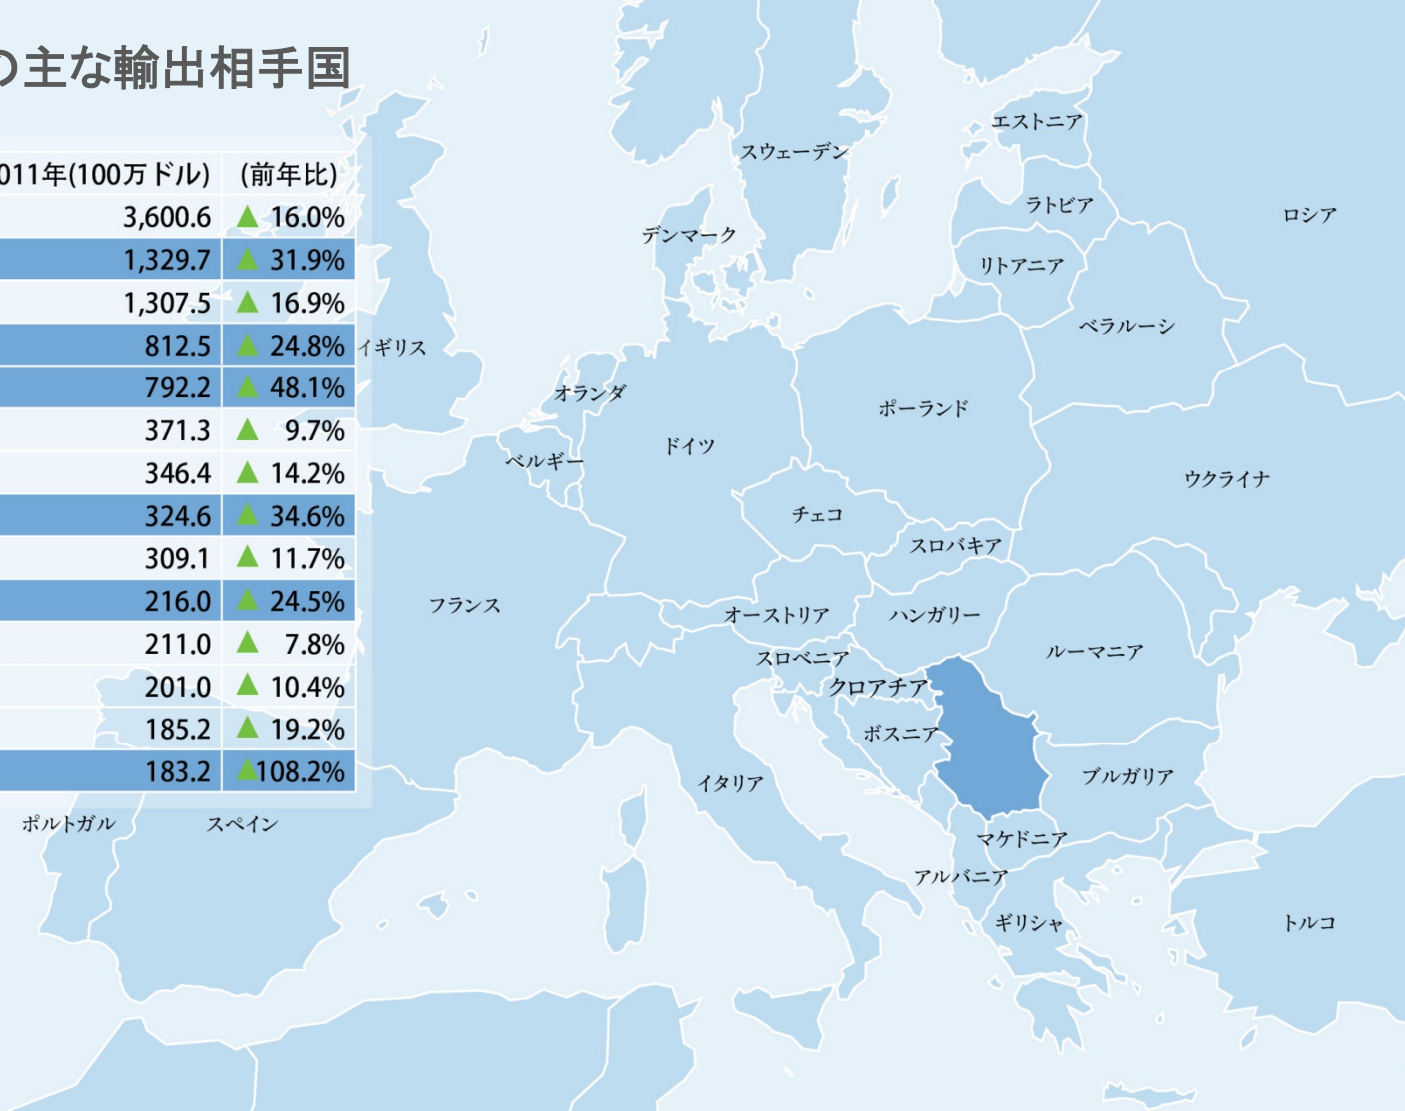 の主な輸出相手国
011年(100万ドル) (前年比)
3,600.6 ▲ 16.0%
1,329.7 ▲ 31.9%
1,307.5 ▲ 16.9%
812.5 ▲ 24.8%
792.2 ▲ 48.1%
371.3 ▲ 9.7%
346.4 ▲ 14.2%
324.6 ▲ 34.6%
309.1 ▲ 11.7%
216.0 ▲ 24.5%
211.0 ▲ 7.8%
201.0 ▲ 10.4%
185.2 ▲ 19.2%
183.2 ▲108.2%
エストニア
スウェーデン
ラトビア
ロシア
デンマーク
リトアニア
ベラルーシ
イギリス
オランダ
ポーランド
ドイツ
ベルギー
ウクライナ
チェコ
スロバキア
フランス
オーストリア
ハンガリー
ルーマニア
スロベニア
クロアチア
ボスニア
イタリア
ブルガリア
ポルトガル
スペイン
マケドニア
アルバニア
ギリシャ
トルコ